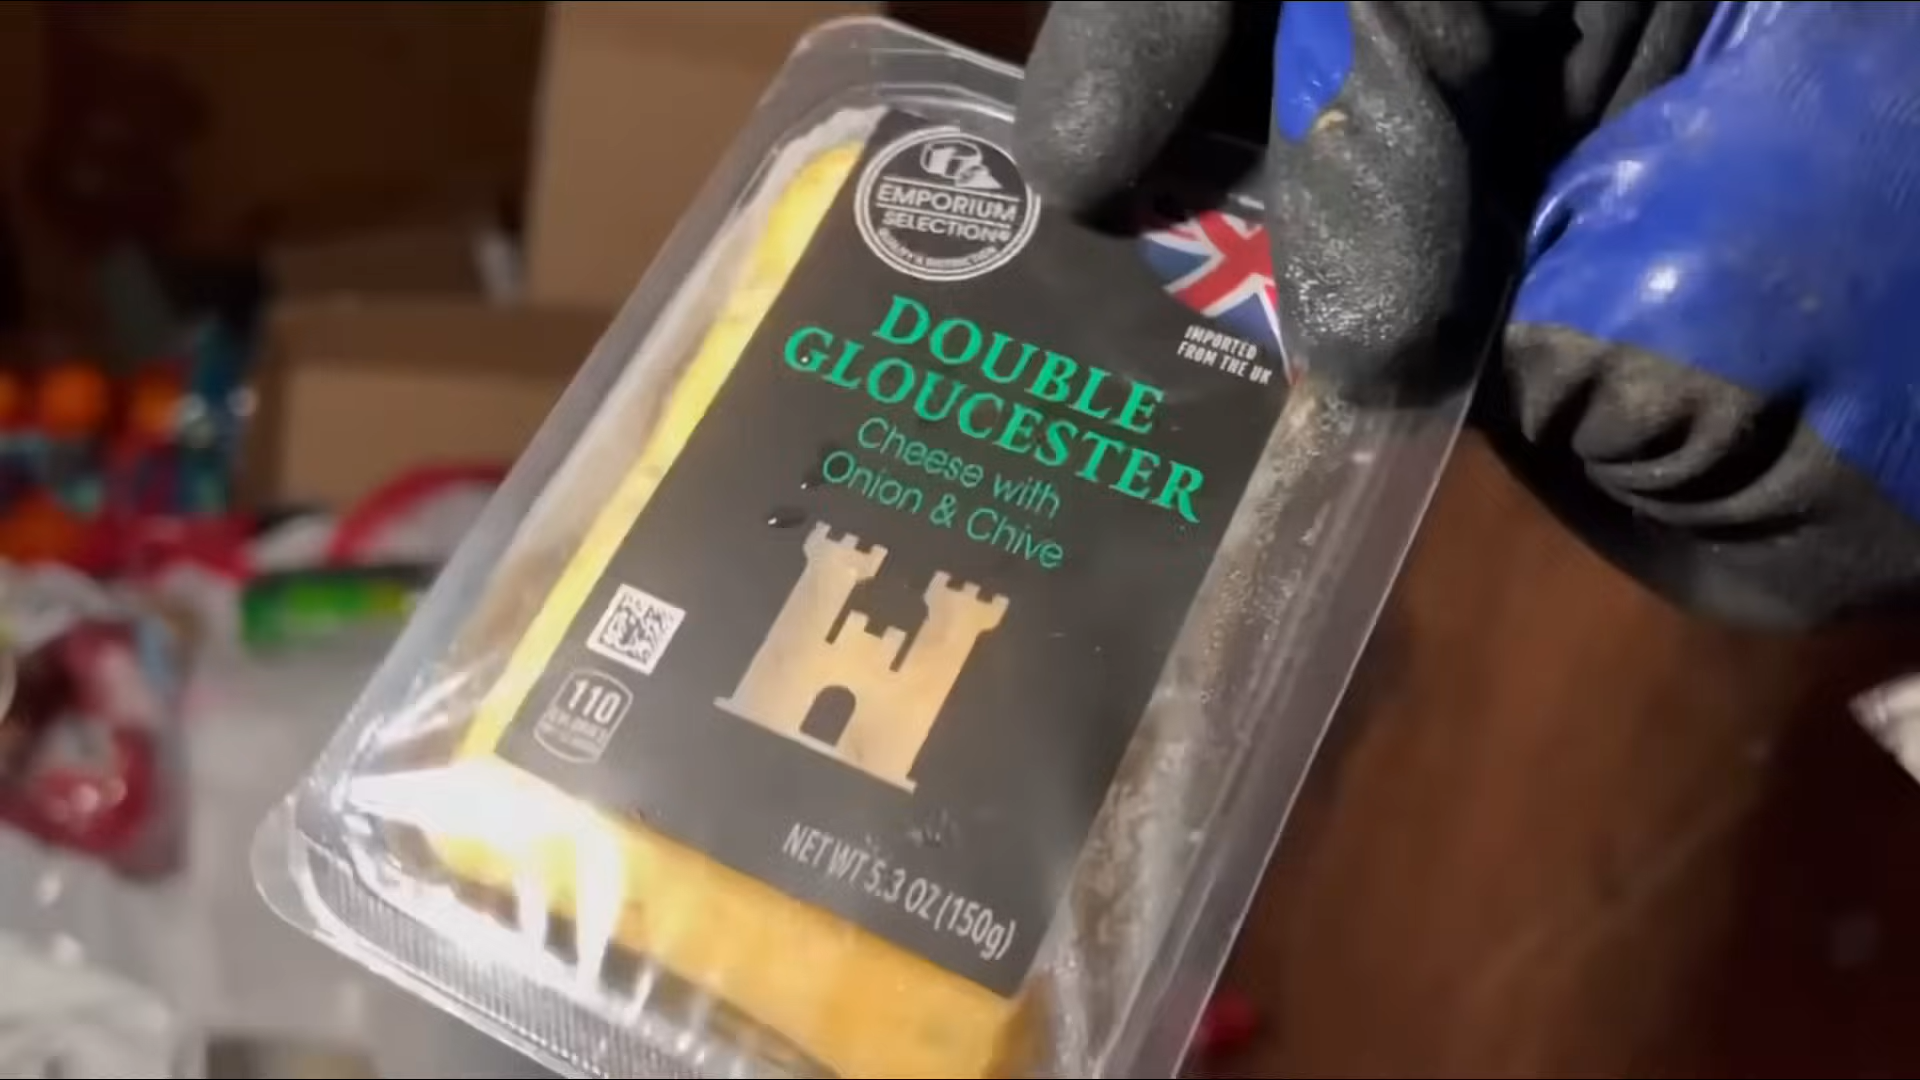 EMPORIUM
SELECTION®
IMPORTED
FROM THE UK
DOUBLE
GLOUCESTER
Cheese with
Onion & Chive
110
NET WT 5.3 OZ (150g)